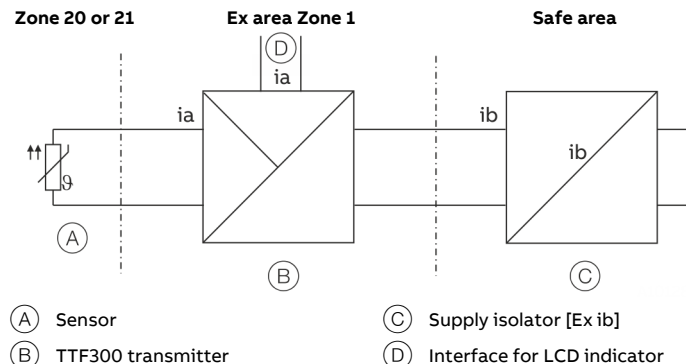 Zone 20 or 21 Ex area Zone 1 Safe area
D
ia
ia ib
ib
ϑ
A
B C
A Sensor C Supply isolator [Ex ib]
B TTF300 transmitter D Interface for LCD indicator